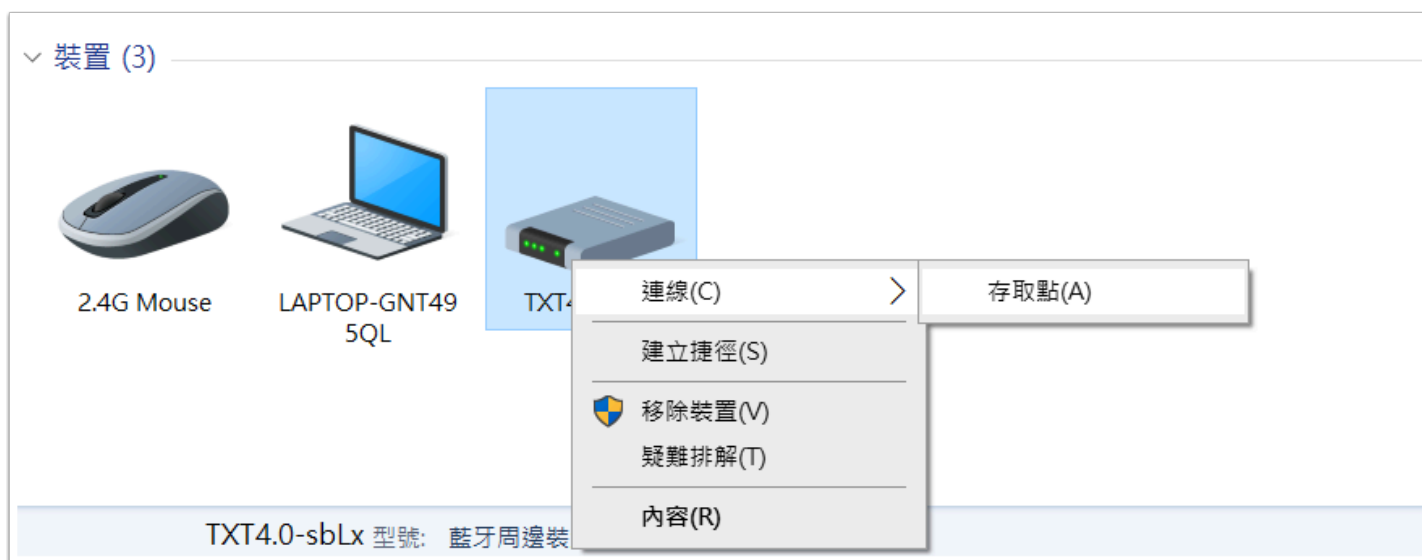 裝置 (3)
2.4G Mouse
LAPTOP-GNT49
5QL
連線(C)
存取點(A)
建立捷徑(S)
移除裝置(V)
疑難排解(T)
內容(R)
TXT4.0-sbLx 型號: 藍牙周邊裝